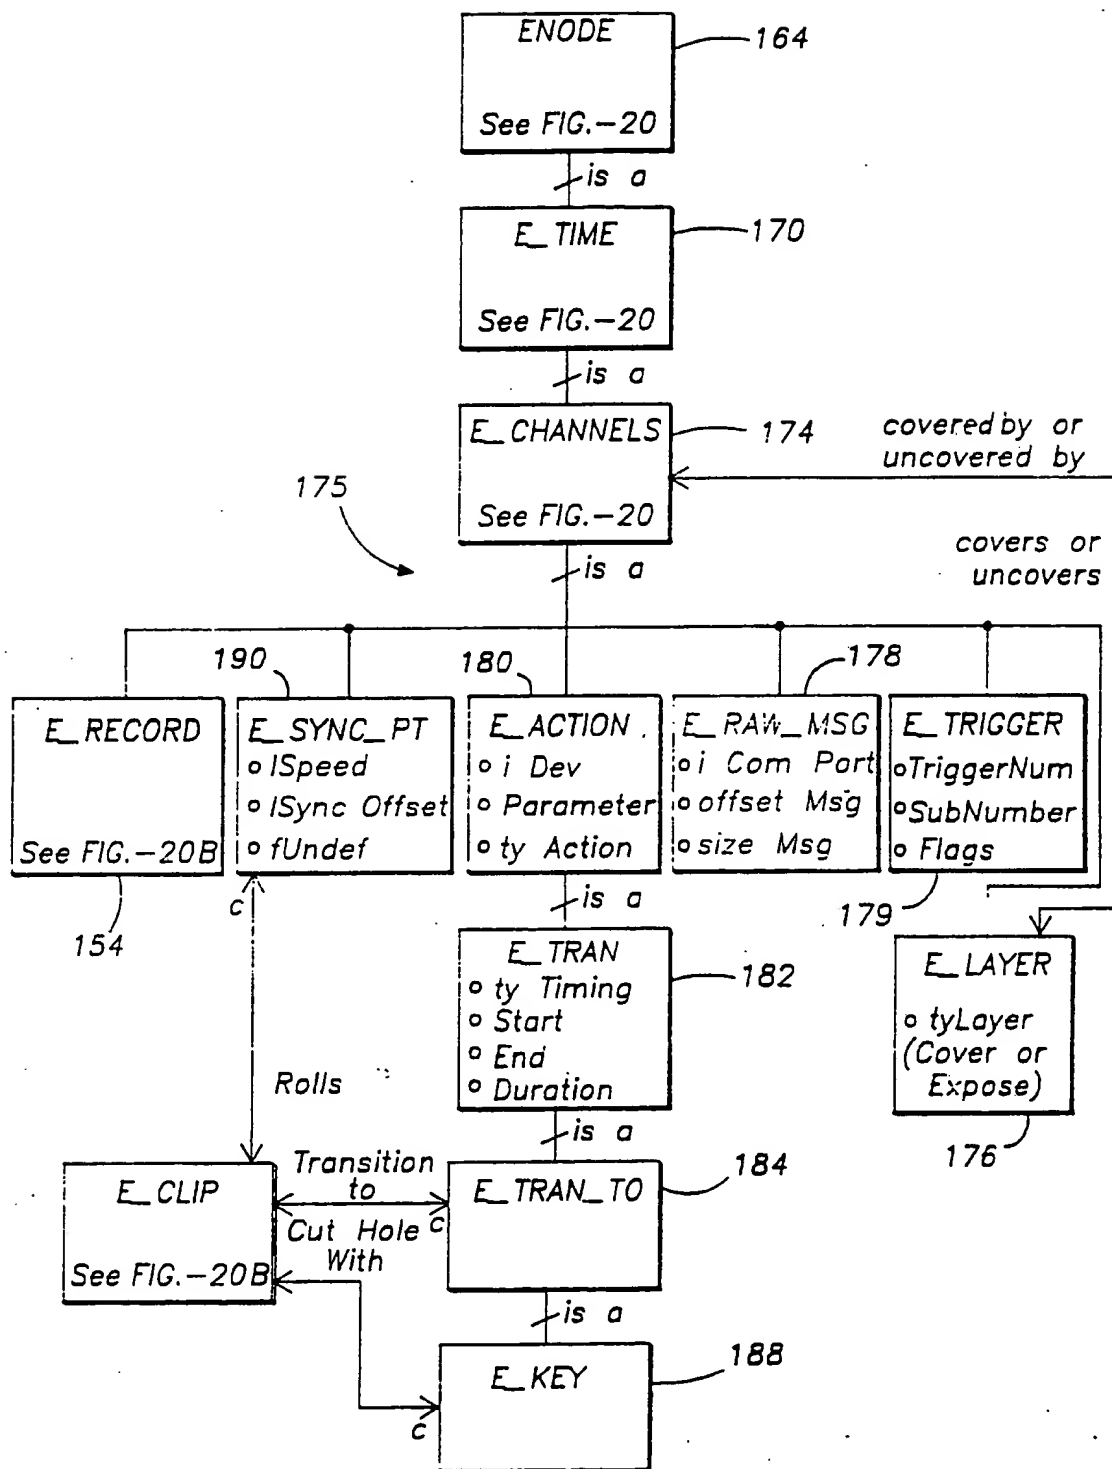 ENODE
164
See FIG.-20
is a
E_TIME
170
See FIG.-20
is a
E_CHANNELS
174
covered by or
uncovered by
175
See FIG.-20
covers or
uncovers
is a
190
180
178
E_RECORD
See FIG.-20B
154
E_SYNC_PT
o lSpeed
o lSync Offset
o fUndef
c
E_ACTION
o i Dev
o Parameter
o ty Action
E_RAW_MSG
o i Com Port
o offset Msg
o size Msg
E_TRIGGER
o TriggerNum
o SubNumber
o Flags
179
is a
E_TRAN
o ty Timing
o Start
o End
o Duration
182
E_LAYER
o tyLayer
(Cover or
Expose)
176
Rolls
is a
E_CLIP
See FIG.-20B
Transition
to
c
Cut Hole
With
E_TRAN_TO
184
is a
E_KEY
188
c